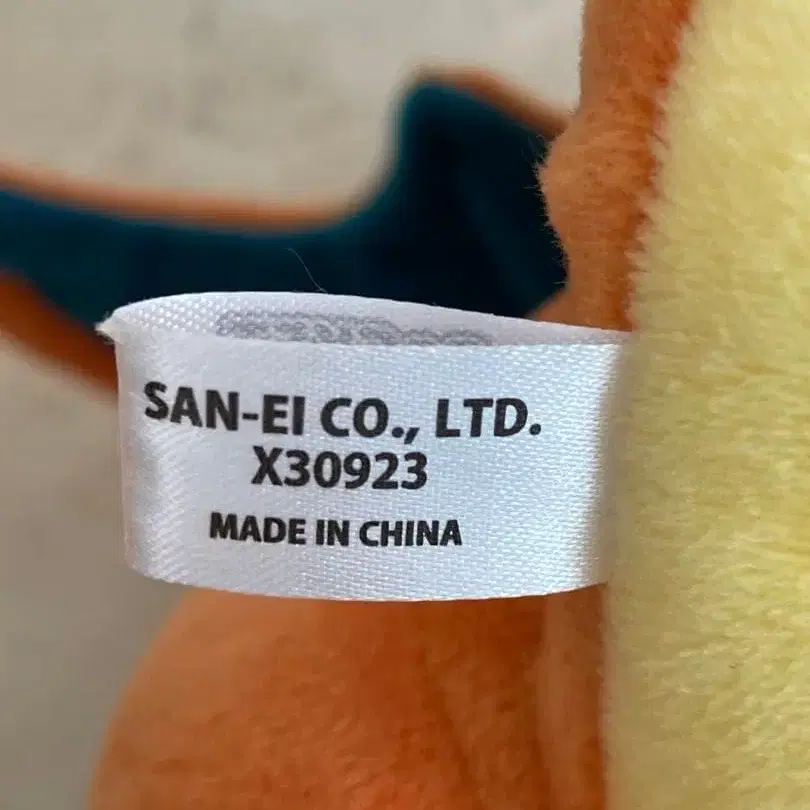 SAN-EI CO., LTD.
X30923
MADE IN CHINA